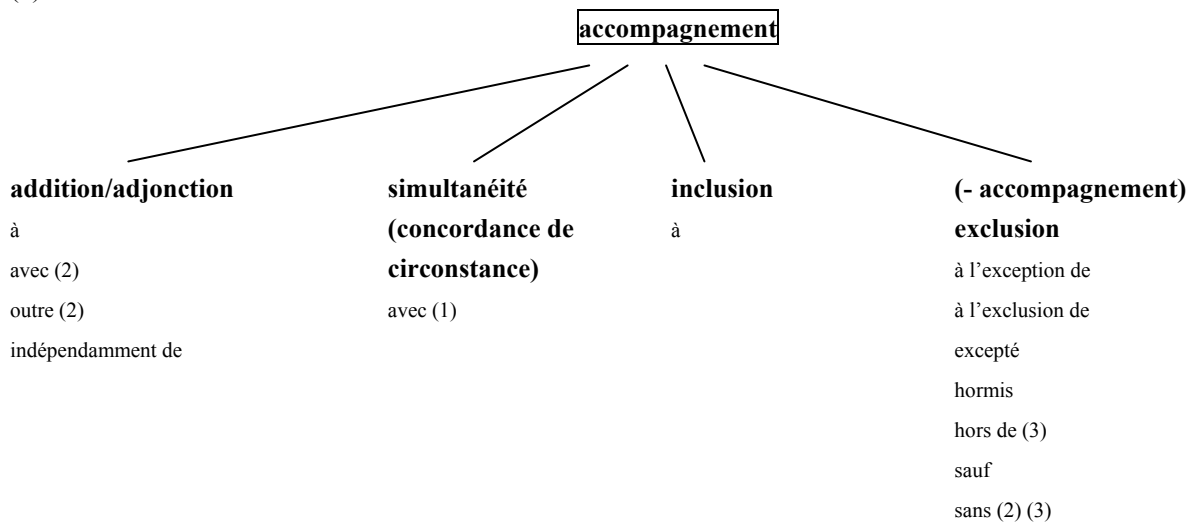 accompagnement
addition/adjonction
à
avec (2)
outre (2)
indépendamment de
simultanéité
(concordance de
circonstance)
avec (1)
inclusion
à
(- accompagnement)
exclusion
à l’exception de
à l’exclusion de
excepté
hormis
hors de (3)
sauf
sans (2) (3)